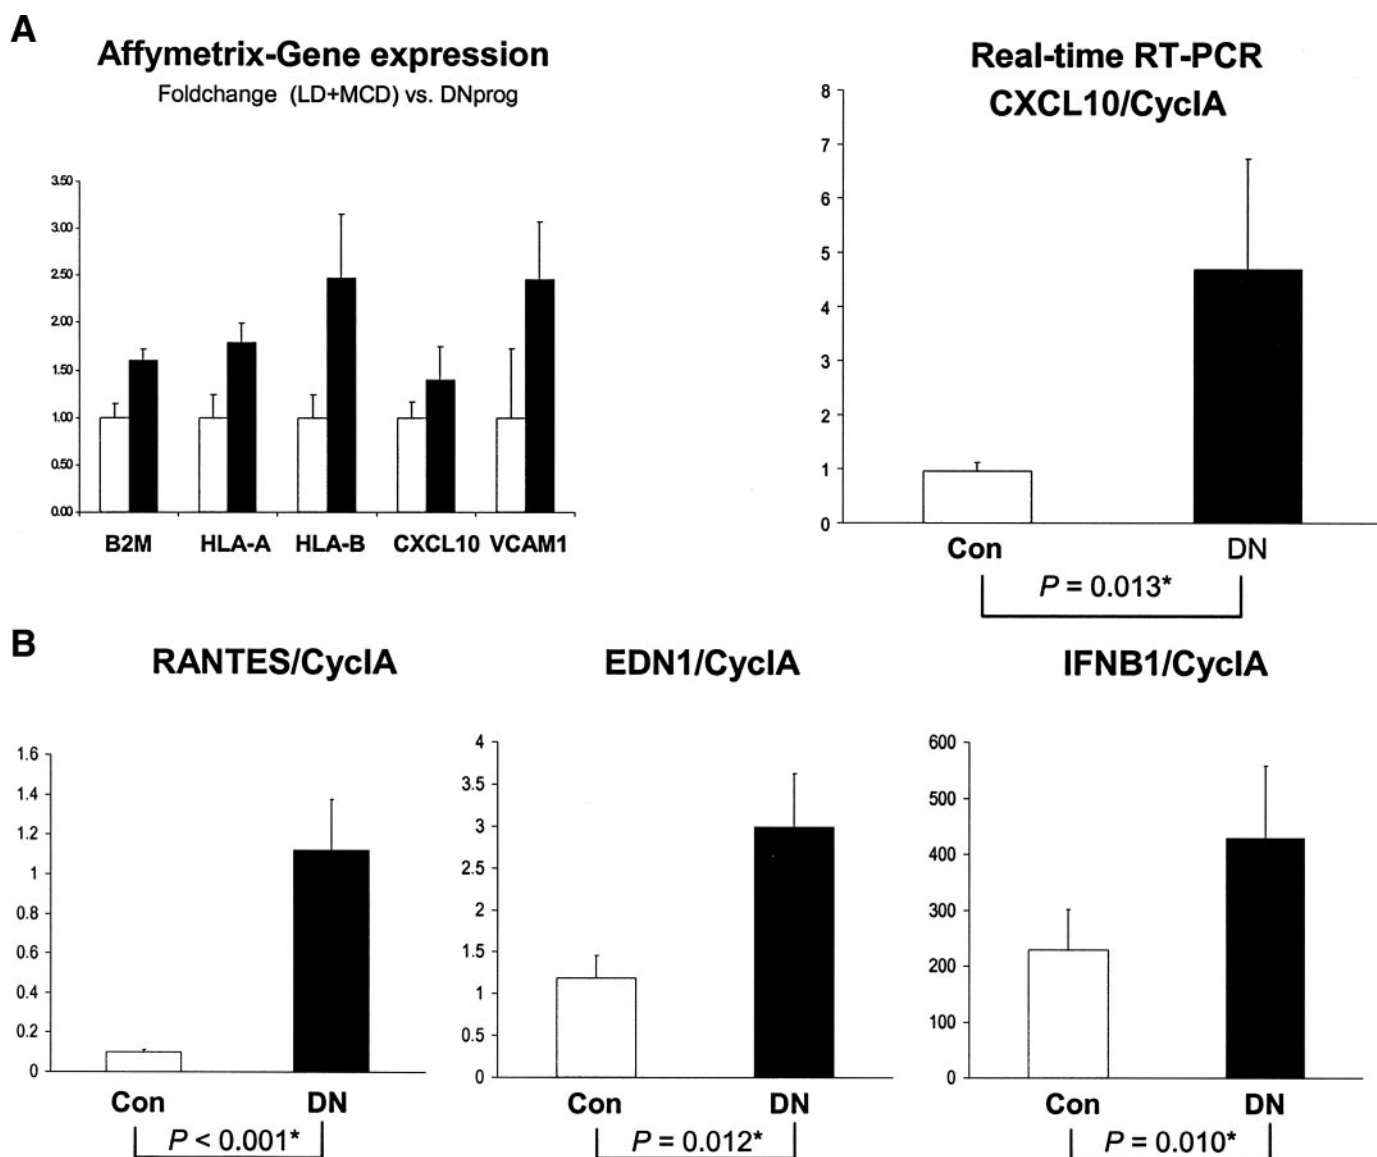 A
Affymetrix-Gene expression
Foldchange (LD+MCD) vs. DNprog
3.50
3.00
2.50
2.00
1.50
1.00
0.50
0.00
B2M HLA-A HLA-B CXCL10 VCAM1
Real-time RT-PCR
CXCL10/CyclA
8
7
6
5
4
3
2
1
0
Con DN
P = 0.013*
B
RANTES/CyclA
1.6
1.4
1.2
1
0.8
0.6
0.4
0.2
0
Con DN
P < 0.001*
EDN1/CyclA
4
3.5
3
2.5
2
1.5
1
0.5
0
Con DN
P = 0.012*
IFNB1/CyclA
600
500
400
300
200
100
0
Con DN
P = 0.010*